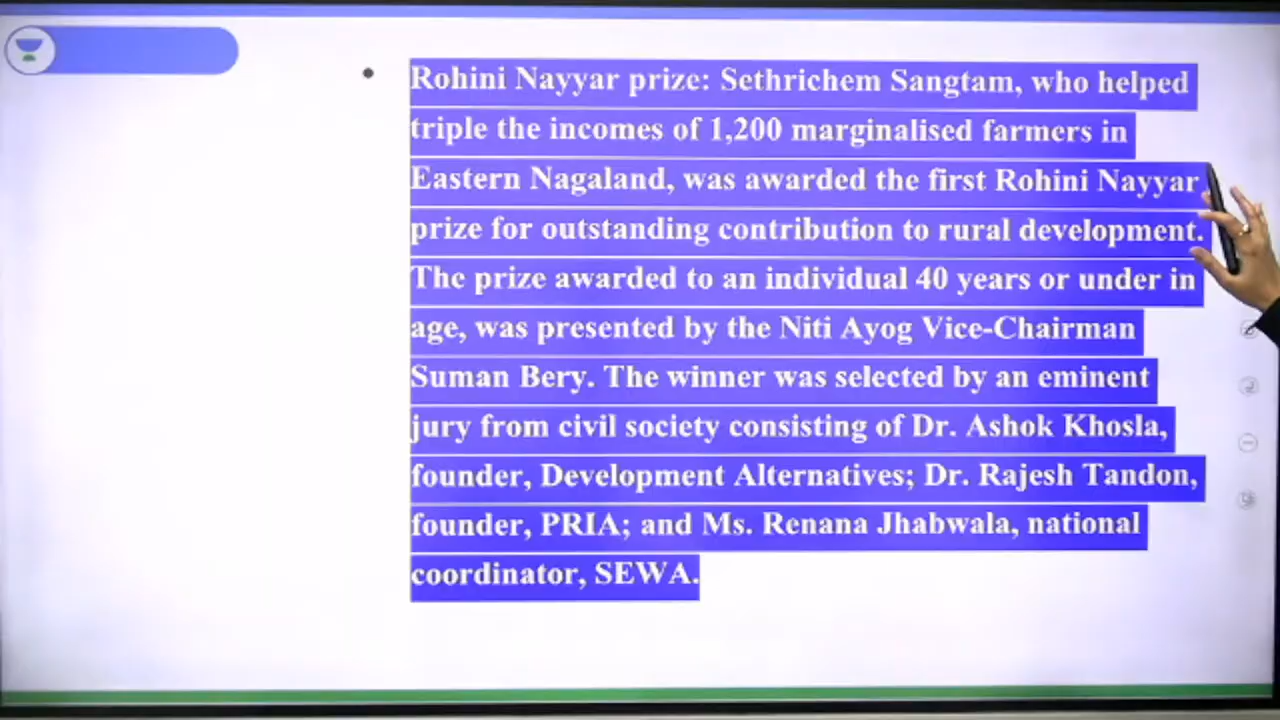 Rohini Nayyar prize: Sethrichem Sangtam, who helped
triple the incomes of 1,200 marginalised farmers in
Eastern Nagaland, was awarded the first Rohini Nayyar
prize for outstanding contribution to rural development.
The prize awarded to an individual 40 years or under in
age, was presented by the Niti Ayog Vice-Chairman
Suman Bery. The winner was selected by an eminent
jury from civil society consisting of Dr. Ashok Khosla,
founder, Development Alternatives; Dr. Rajesh Tandon,
founder, PRIA; and Ms. Renana Jhabwala, national
coordinator, SEWA.